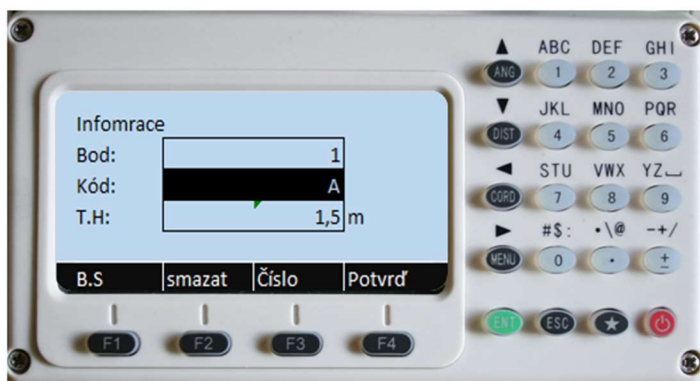 Infomrace
Bod: 1
Kód: A
T.H: 1,5 m
B.S smazat Číslo Potvrď
F1 F2 F3 F4
▲ ABC DEF GHI
ANG 1 2 3
▼ JKL MNO PQR
DIST 4 5 6
◄ STU VWX YZ⎵
CORD 7 8 9
► #$: •\@ -+/
MENU 0 • ±
ENT ESC ★